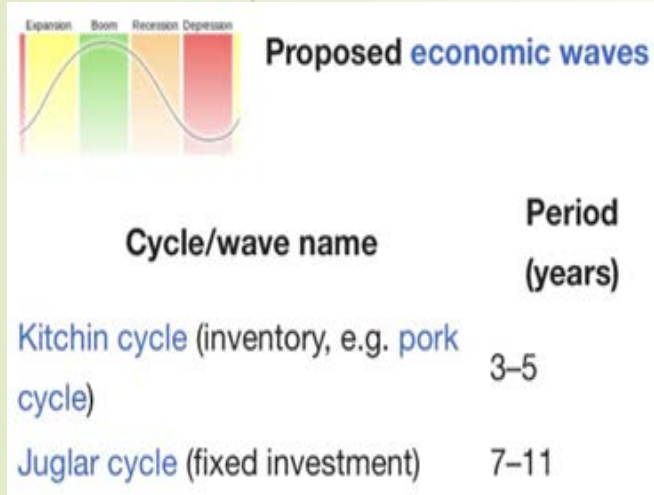 Expansion Boom Recession Depression
Proposed economic waves
Cycle/wave name
Period
(years)
Kitchin cycle (inventory, e.g. pork
cycle)
3–5
Juglar cycle (fixed investment)
7–11